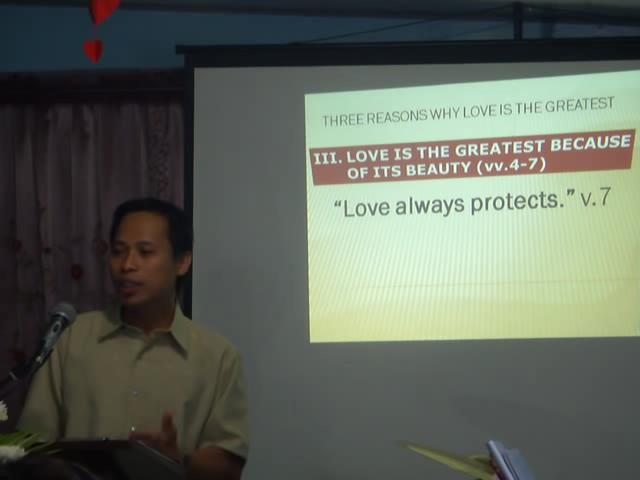 THREE REASONS WHY LOVE IS THE GREATEST
III. LOVE IS THE GREATEST BECAUSE
OF ITS BEAUTY (vv.4-7)
“Love always protects.” v.7